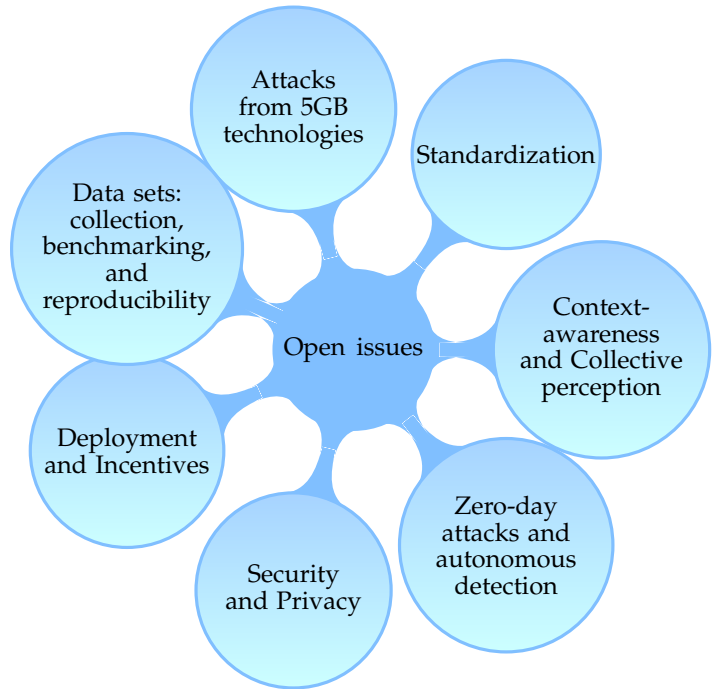 Attacks
from 5GB
technologies
Standardization
Data sets:
collection,
benchmarking,
and
reproducibility
Context-
awareness
and Collective
perception
Open issues
Deployment
and Incentives
Zero-day
attacks and
autonomous
detection
Security
and Privacy